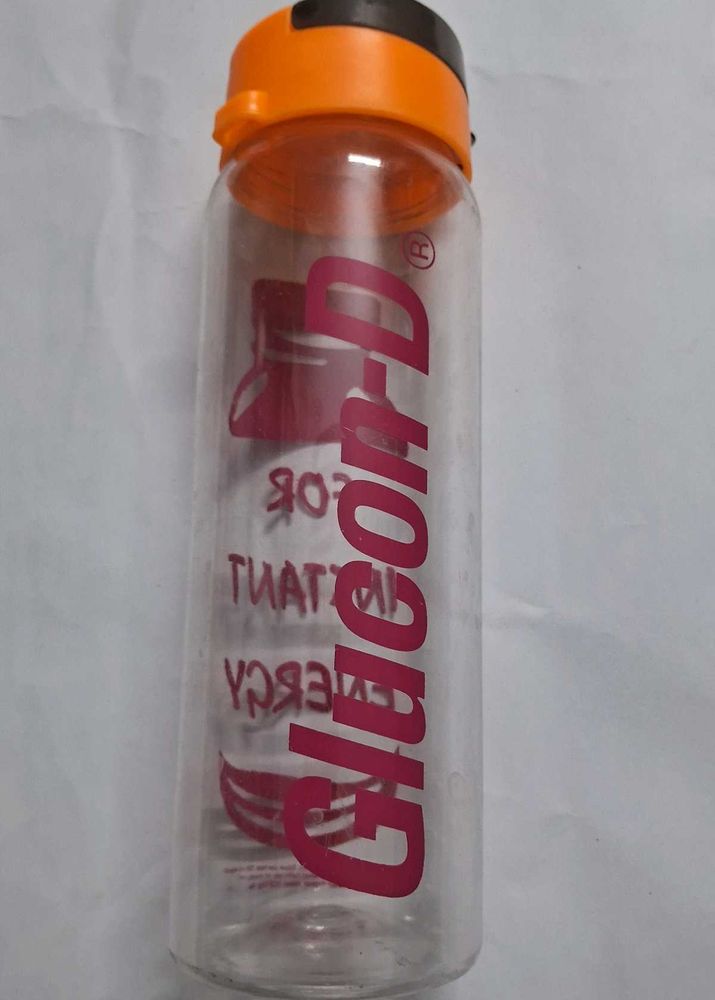 Glucon-D®
FOR
INSTANT
ENERGY